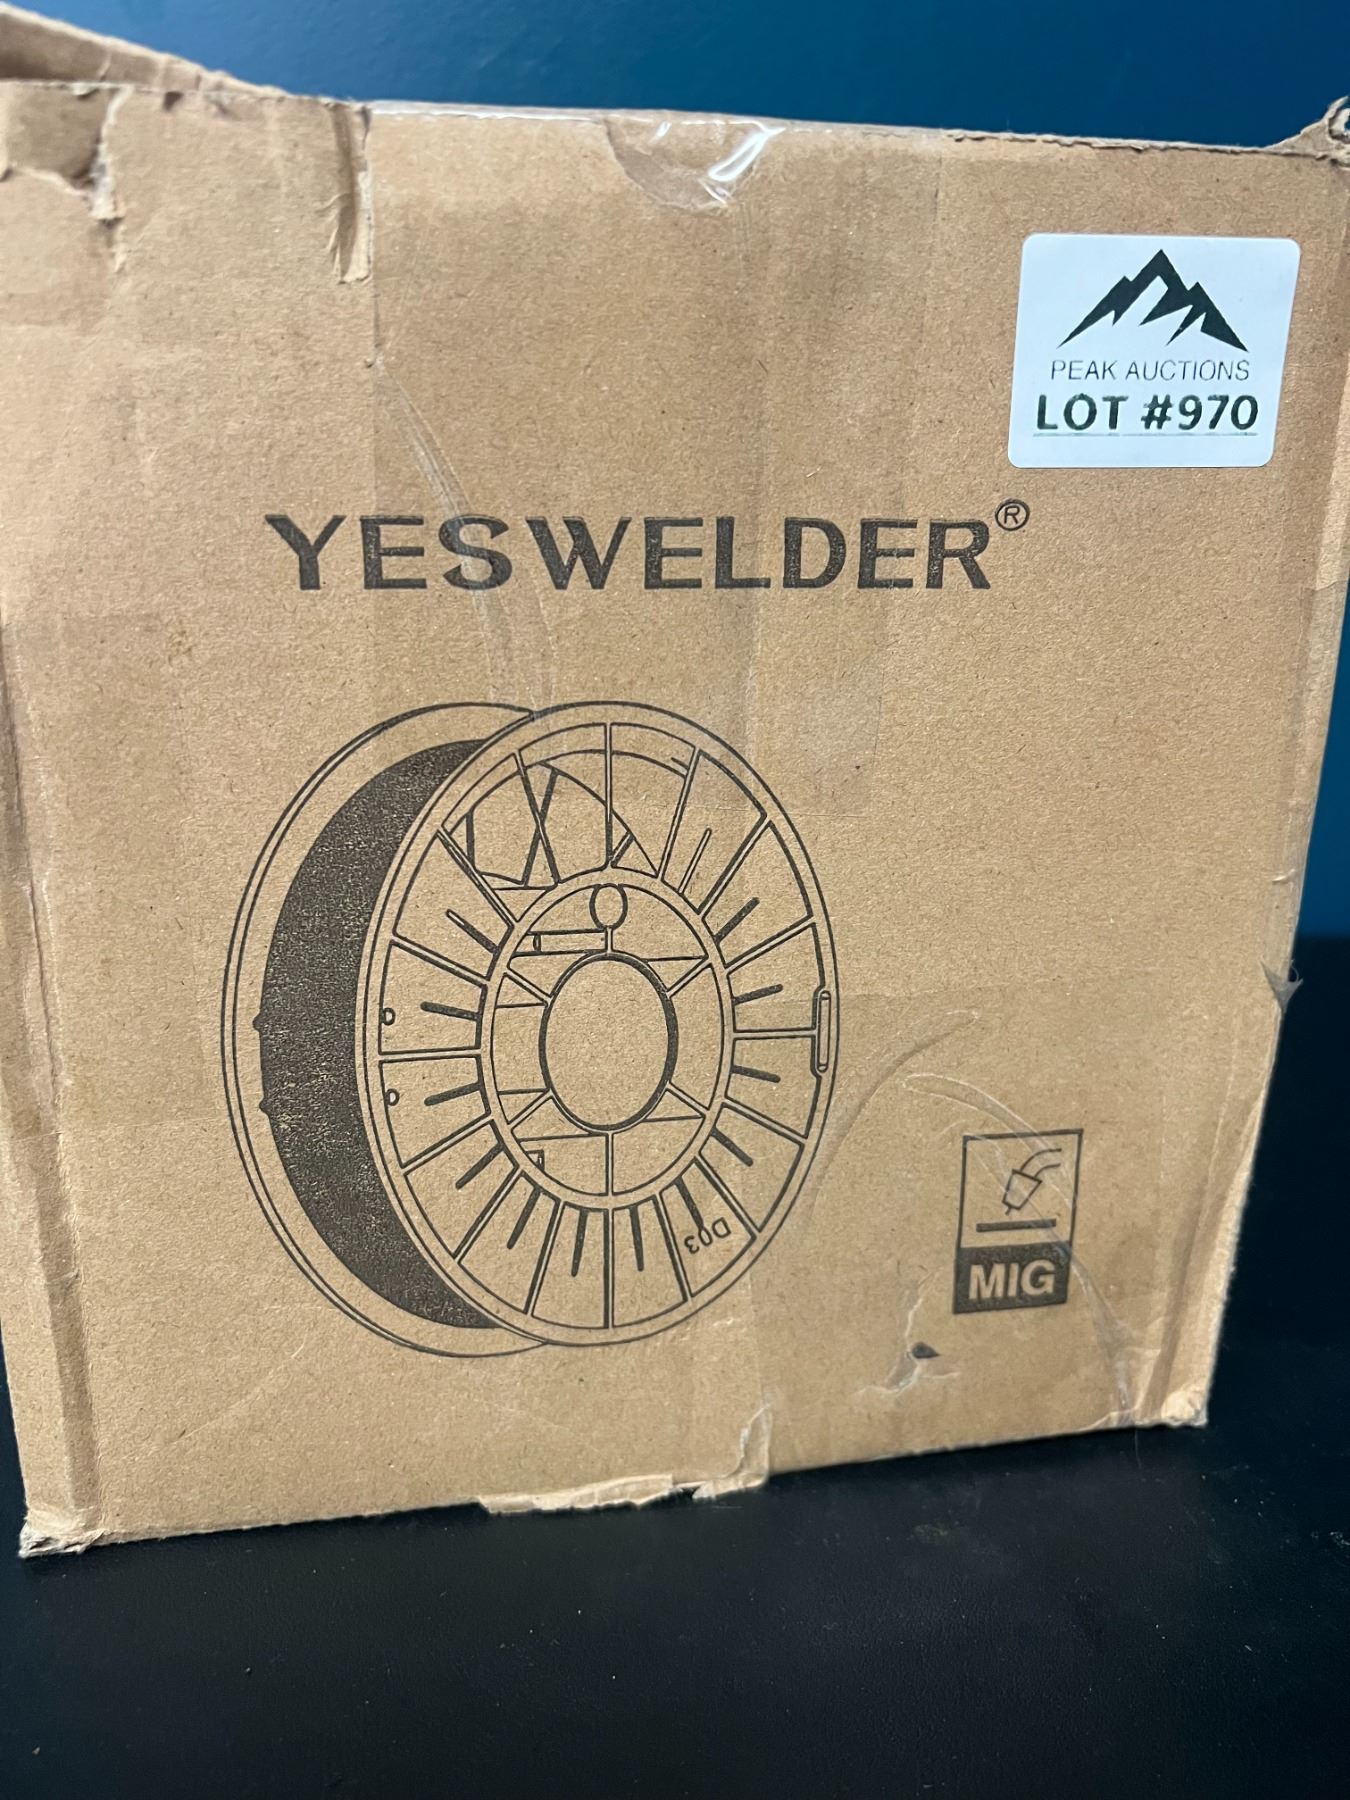 PEAK AUCTIONS
LOT #970
YESWELDER®
D03
MIG